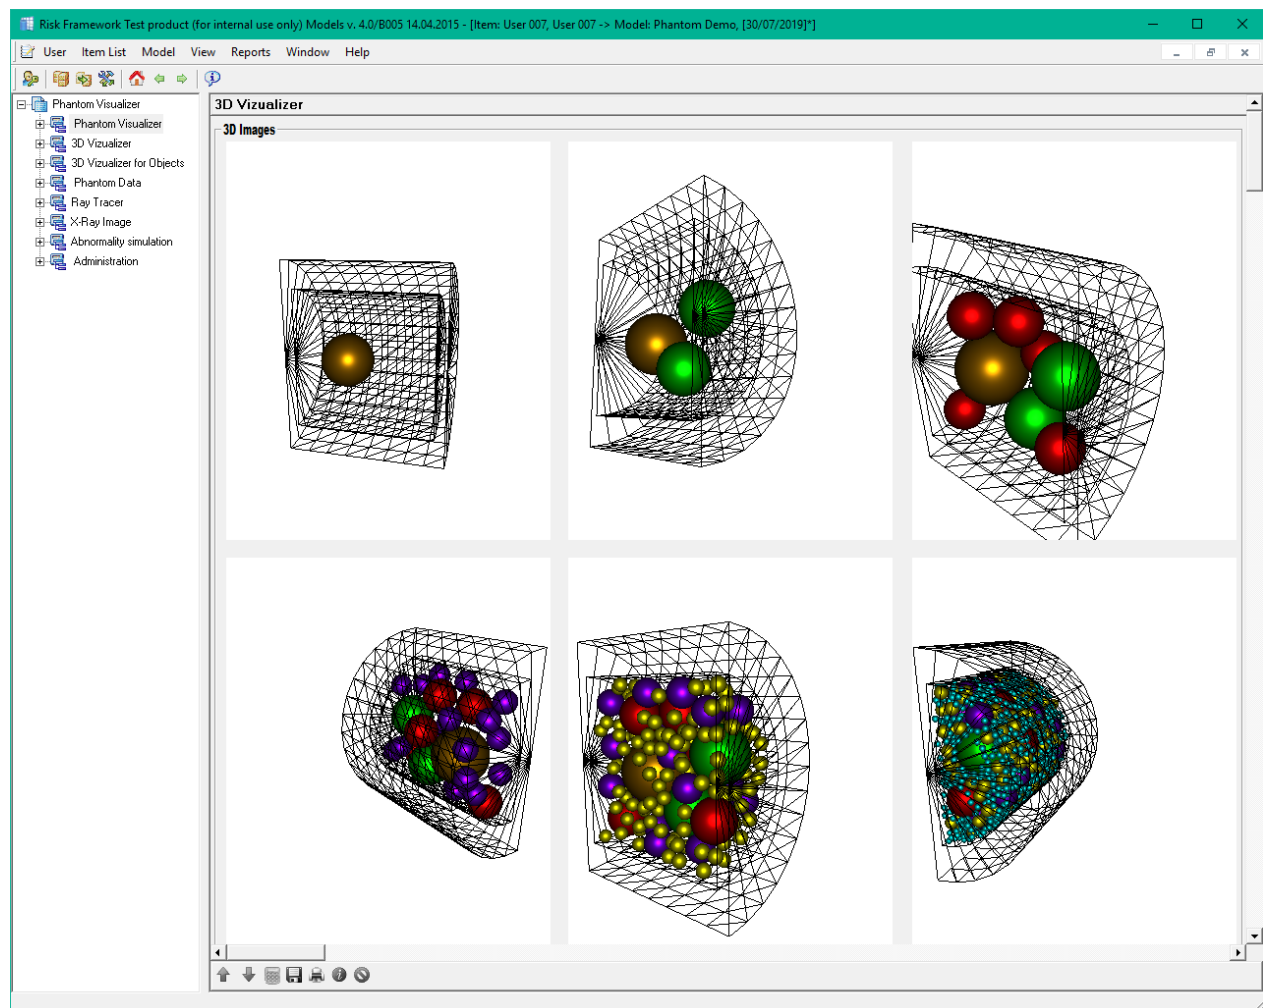 Risk Framework Test product (for internal use only) Models v. 4.0/B005 14.04.2015 - [Item: User 007, User 007 -> Model: Phantom Demo, [30/07/2019]*]
User Item List Model View Reports Window Help
Phantom Visualizer
Phantom Visualizer
3D Vizualizer
3D Vizualizer for Objects
Phantom Data
Ray Tracer
X-Ray Image
Abnormality simulation
Administration
3D Vizualizer
3D Images